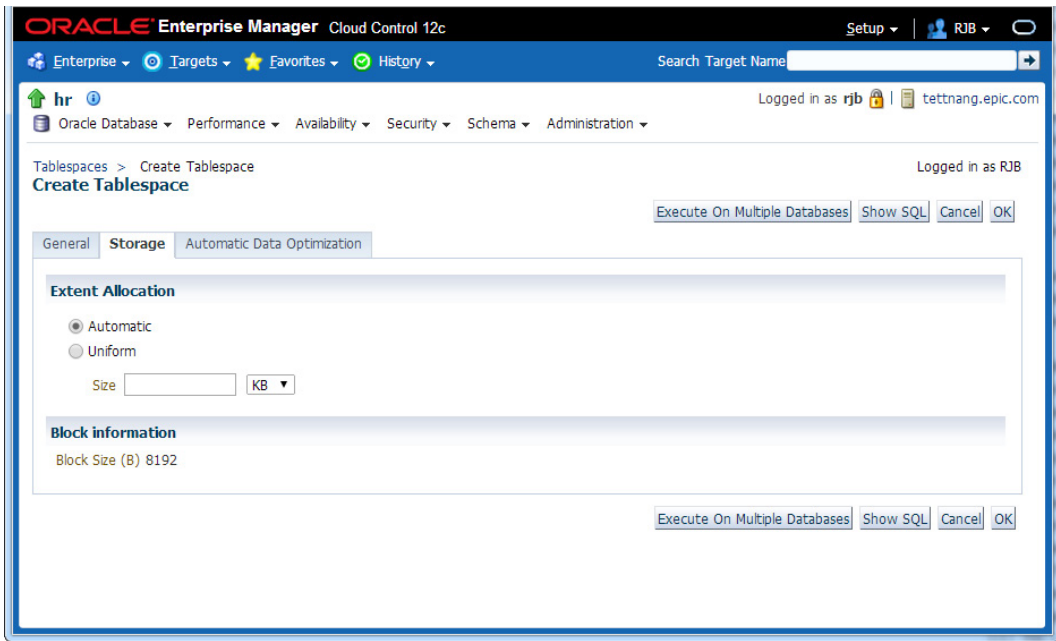 ORACLE Enterprise Manager Cloud Control 12c Setup RJB
Enterprise Targets Favorites History Search Target Name
hr Logged in as rjb tettnang.epic.com
Oracle Database Performance Availability Security Schema Administration
Tablespaces > Create Tablespace Logged in as RJB
Create Tablespace
Execute On Multiple Databases Show SQL Cancel OK
General Storage Automatic Data Optimization
Extent Allocation
Automatic
Uniform
Size KB
Block information
Block Size (B) 8192
Execute On Multiple Databases Show SQL Cancel OK